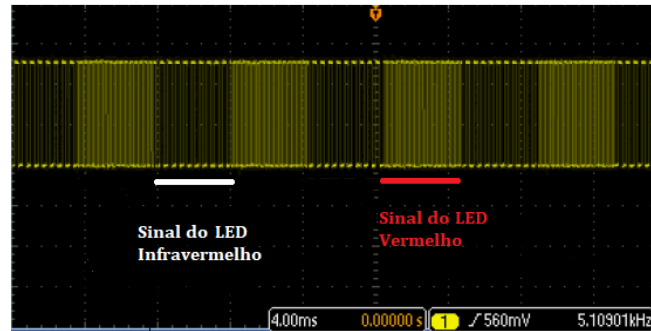 T
Sinal do LED
Infravermelho
Sinal do LED
Vermelho
4.00ms 0.00000 s 1 560mV 5.10901kHz